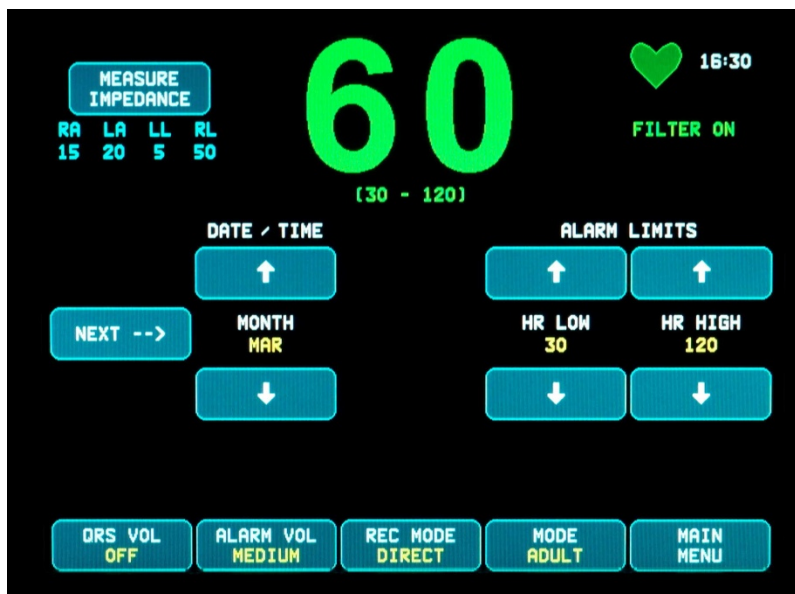 MEASURE
IMPEDANCE
RA LA LL RL
15 20 5 50
60
(30 - 120)
16:30
FILTER ON
DATE / TIME
ALARM LIMITS
NEXT -->
MONTH
MAR
HR LOW
30
HR HIGH
120
QRS VOL
OFF
ALARM VOL
MEDIUM
REC MODE
DIRECT
MODE
ADULT
MAIN
MENU